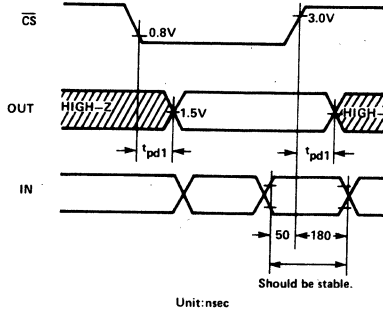 CS
0.8V
3.0V
OUT
HIGH-Z
1.5V
HIGH-
tpd1
tpd1
IN
50
180
Should be stable.
Unit:nsec